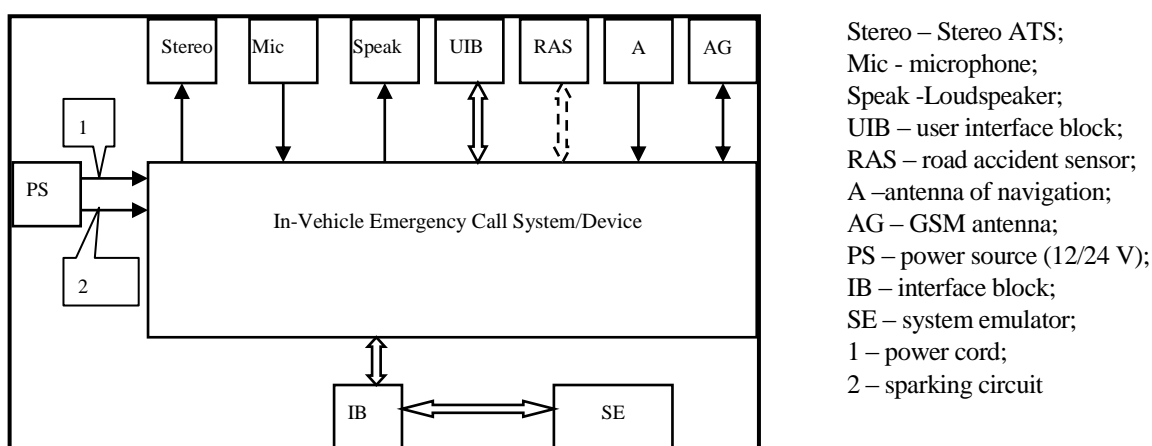 Stereo Mic Speak UIB RAS A AG
1
PS
In-Vehicle Emergency Call System/Device
2
IB SE
Stereo – Stereo ATS;
Mic - microphone;
Speak -Loudspeaker;
UIB – user interface block;
RAS – road accident sensor;
A –antenna of navigation;
AG – GSM antenna;
PS – power source (12/24 V);
IB – interface block;
SE – system emulator;
1 – power cord;
2 – sparking circuit